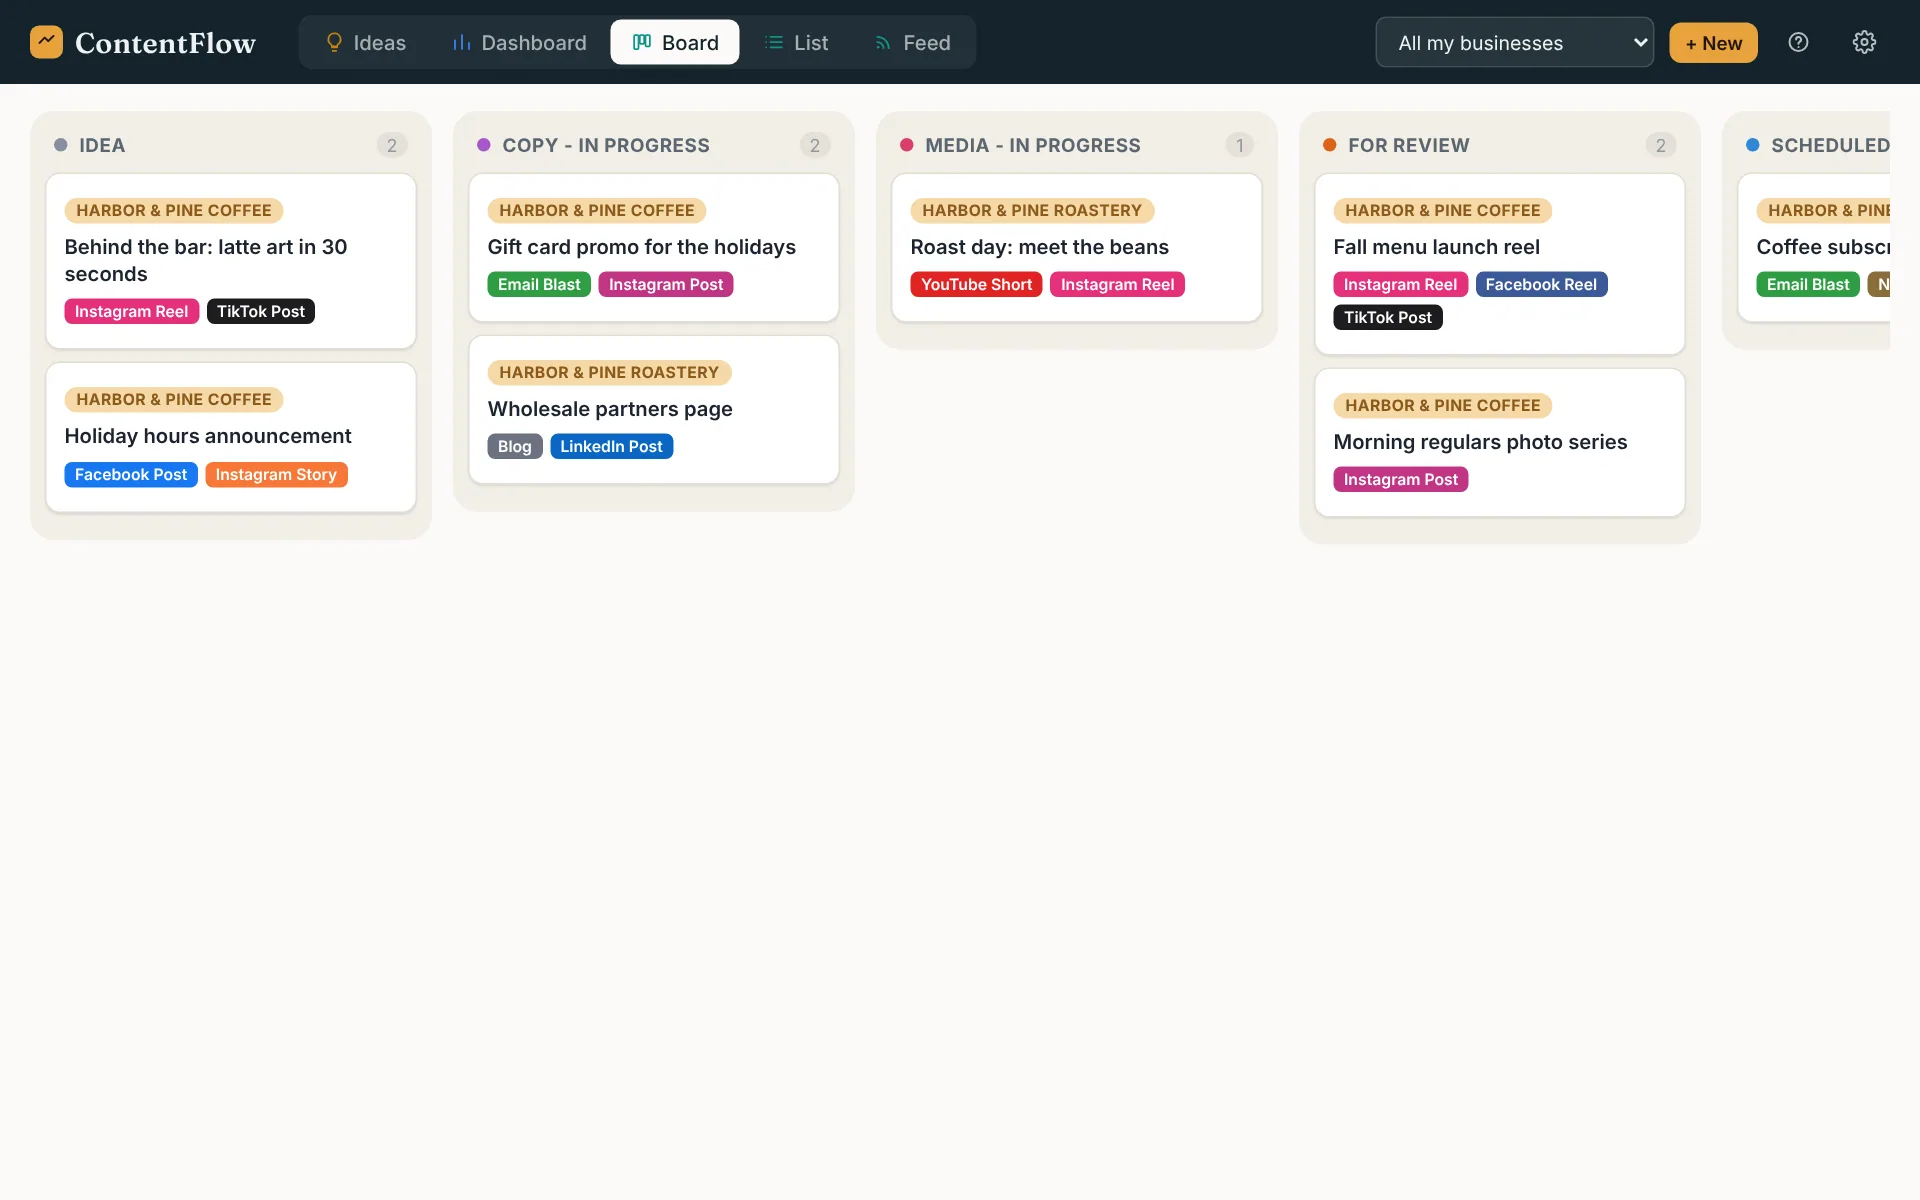 ContentFlow
Ideas
Dashboard
Board
List
Feed
All my businesses
+ New
IDEA 2
HARBOR & PINE COFFEE
Behind the bar: latte art in 30
seconds
Instagram Reel TikTok Post
HARBOR & PINE COFFEE
Holiday hours announcement
Facebook Post Instagram Story
COPY - IN PROGRESS 2
HARBOR & PINE COFFEE
Gift card promo for the holidays
Email Blast Instagram Post
HARBOR & PINE ROASTERY
Wholesale partners page
Blog LinkedIn Post
MEDIA - IN PROGRESS 1
HARBOR & PINE ROASTERY
Roast day: meet the beans
YouTube Short Instagram Reel
FOR REVIEW 2
HARBOR & PINE COFFEE
Fall menu launch reel
Instagram Reel Facebook Reel
TikTok Post
HARBOR & PINE COFFEE
Morning regulars photo series
Instagram Post
SCHEDULED
HARBOR & PINE
Coffee
Email Blast